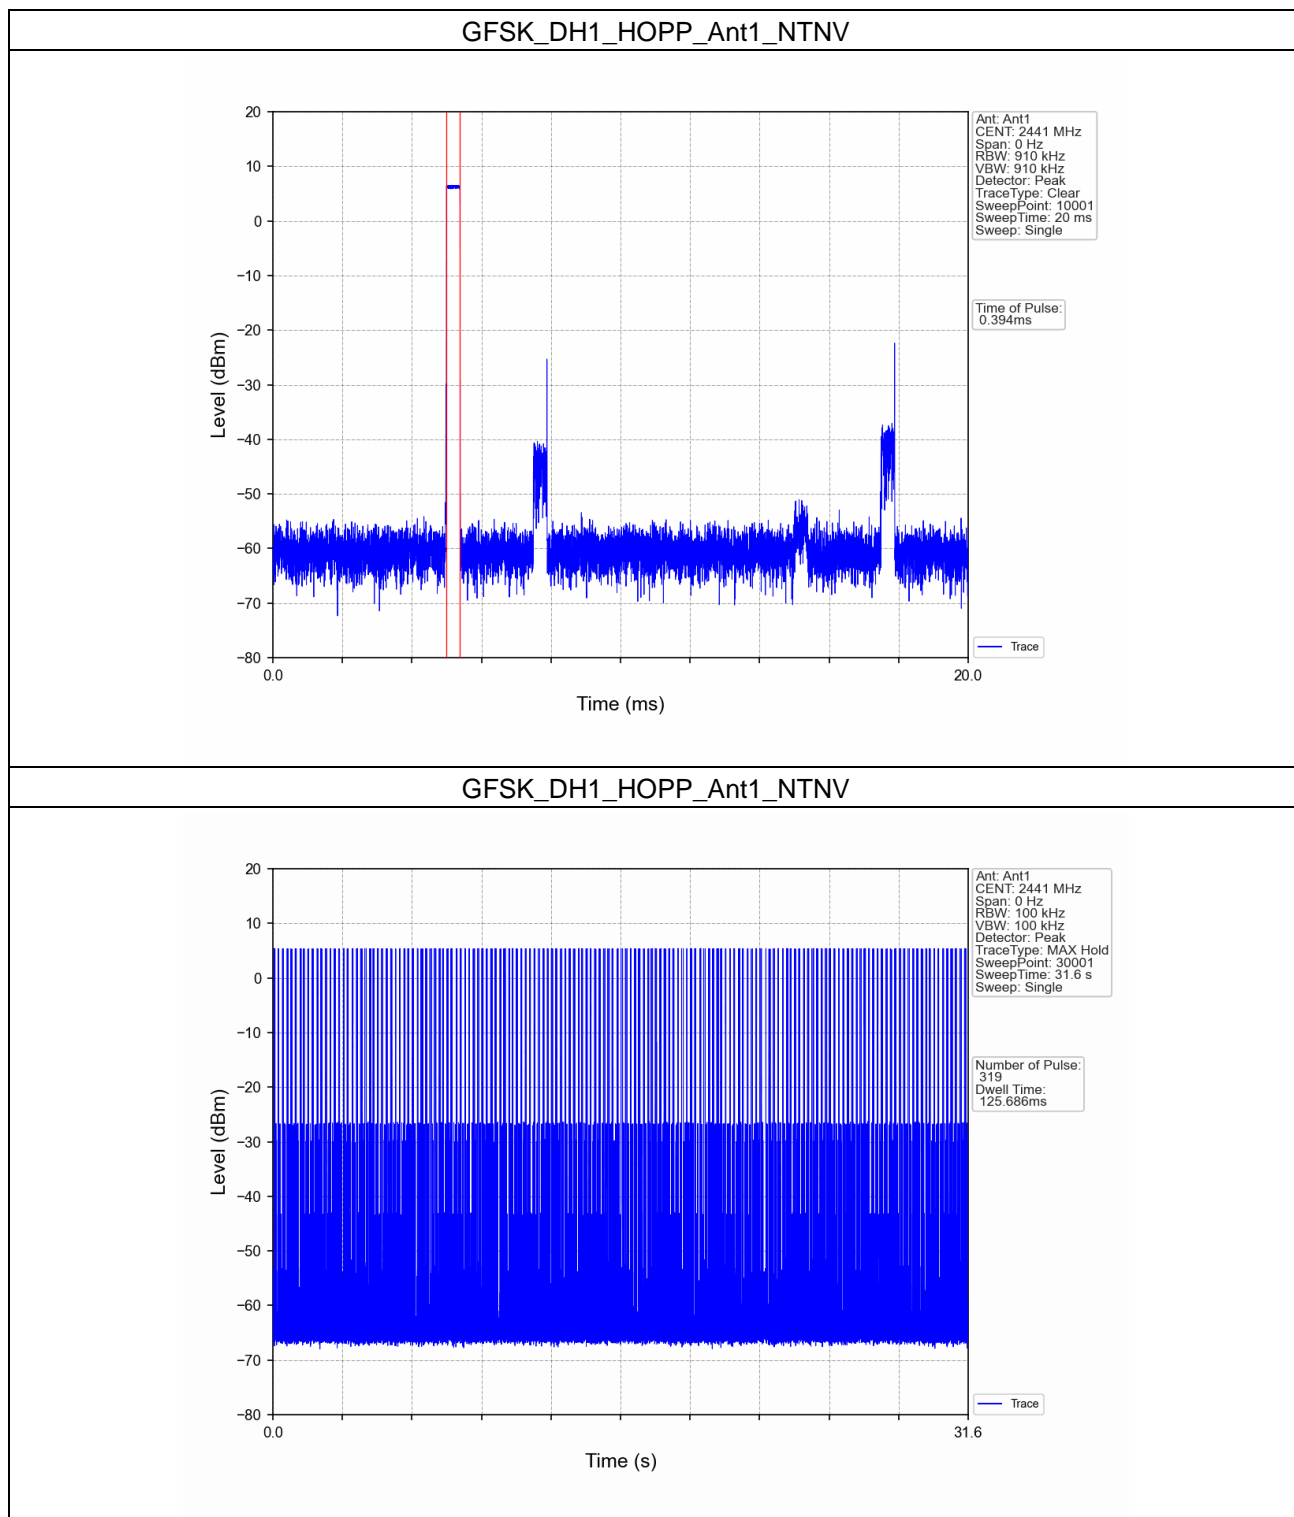 GFSK_DH1_HOPP_Ant1_NTNV
20
10
0
−10
−20
−30
−40
−50
−60
−70
−80
Level (dBm)
0.0
20.0
Time (ms)
Ant: Ant1
CENT: 2441 MHz
Span: 0 Hz
RBW: 910 kHz
VBW: 910 kHz
Detector: Peak
TraceType: Clear
SweepPoint: 10001
SweepTime: 20 ms
Sweep: Single
Time of Pulse:
0.394ms
Trace
GFSK_DH1_HOPP_Ant1_NTNV
20
10
0
−10
−20
−30
−40
−50
−60
−70
−80
Level (dBm)
0.0
31.6
Time (s)
Ant: Ant1
CENT: 2441 MHz
Span: 0 Hz
RBW: 100 kHz
VBW: 100 kHz
Detector: Peak
TraceType: MAX Hold
SweepPoint: 30001
SweepTime: 31.6 s
Sweep: Single
Number of Pulse:
319
Dwell Time:
125.686ms
Trace